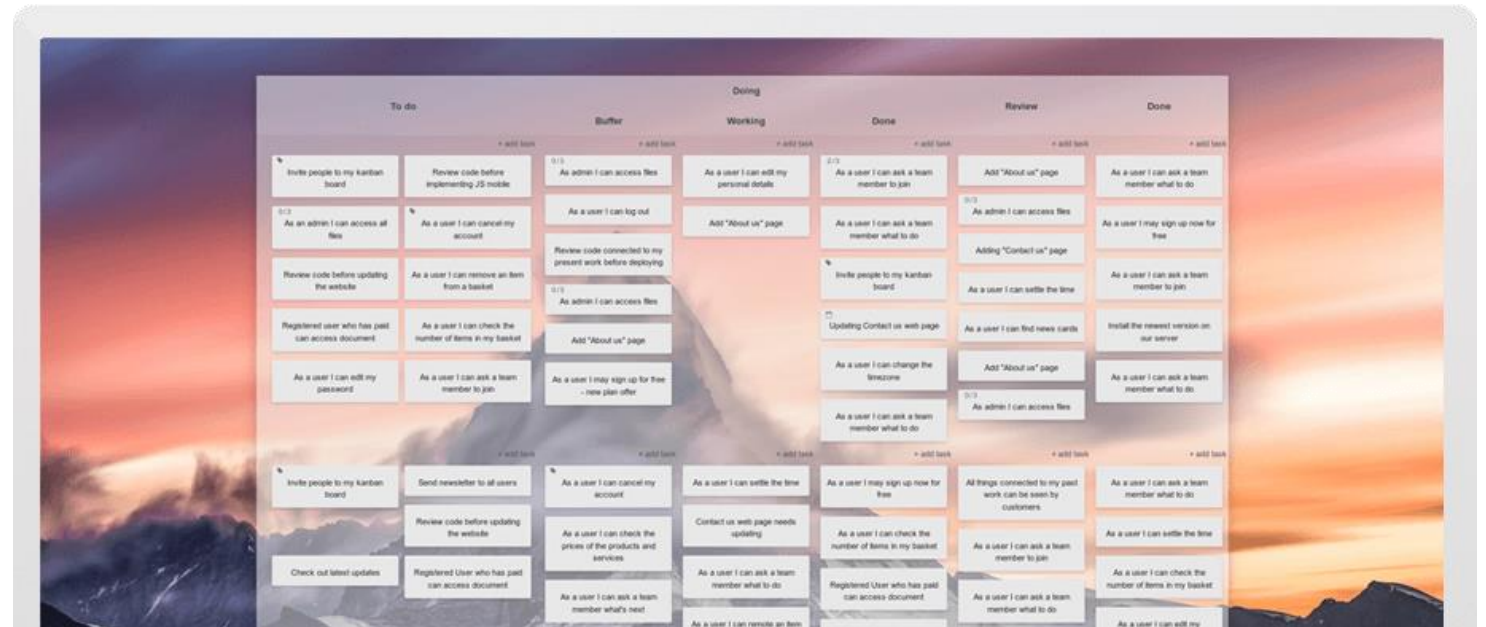 Doing
To do
Review
Done
Buffer
Working
Done
+ add task
+ add task
+ add task
+ add task
+ add task
+ add task
Invite people to my kanban
board
Review code before
implementing JS mobile
0/3
As admin I can access files
As a user I can edit my
personal details
2/3
As a user I can ask a team
member to join
Add "About us" page
As a user I can ask a team
member what to do
0/3
As an admin I can access all
files
As a user I can cancel my
account
As a user I can log out
Add "About us" page
As a user I can ask a team
member what to do
0/3
As admin I can access files
As a user I may sign up now for
free
Review code before updating
the website
As a user I can remove an item
from a basket
Review code connected to my
present work before deploying
Invite people to my kanban
board
Adding "Contact us" page
As a user I can ask a team
member to join
0/3
As admin I can access files
As a user I can settle the time
Registered user who has paid
can access document
As a user I can check the
number of items in my basket
Add "About us" page
Updating Contact us web page
As a user I can find news cards
Install the newest version on
our server
As a user I can edit my
password
As a user I can ask a team
member to join
As a user I may sign up for free
- new plan offer
As a user I can change the
timezone
Add "About us" page
As a user I can ask a team
member what to do
As a user I can ask a team
member what to do
0/3
As admin I can access files
+ add task
+ add task
+ add task
+ add task
+ add task
+ add task
Invite people to my kanban
board
Send newsletter to all users
As a user I can cancel my
account
As a user I can settle the time
As a user I may sign up now for
free
All things connected to my past
work can be seen by
customers
As a user I can ask a team
member what to do
Review code before updating
the website
As a user I can check the
prices of the products and
services
Contact us web page needs
updating
As a user I can check the
number of items in my basket
As a user I can ask a team
member to join
As a user I can settle the time
Check out latest updates
Registered User who has paid
can access document
As a user I can ask a team
member what's next
As a user I can ask a team
member what to do
Registered User who has paid
can access document
As a user I can ask a team
member what to do
As a user I can check the
number of items in my basket
As a user I can remote an item
As a user I can edit my